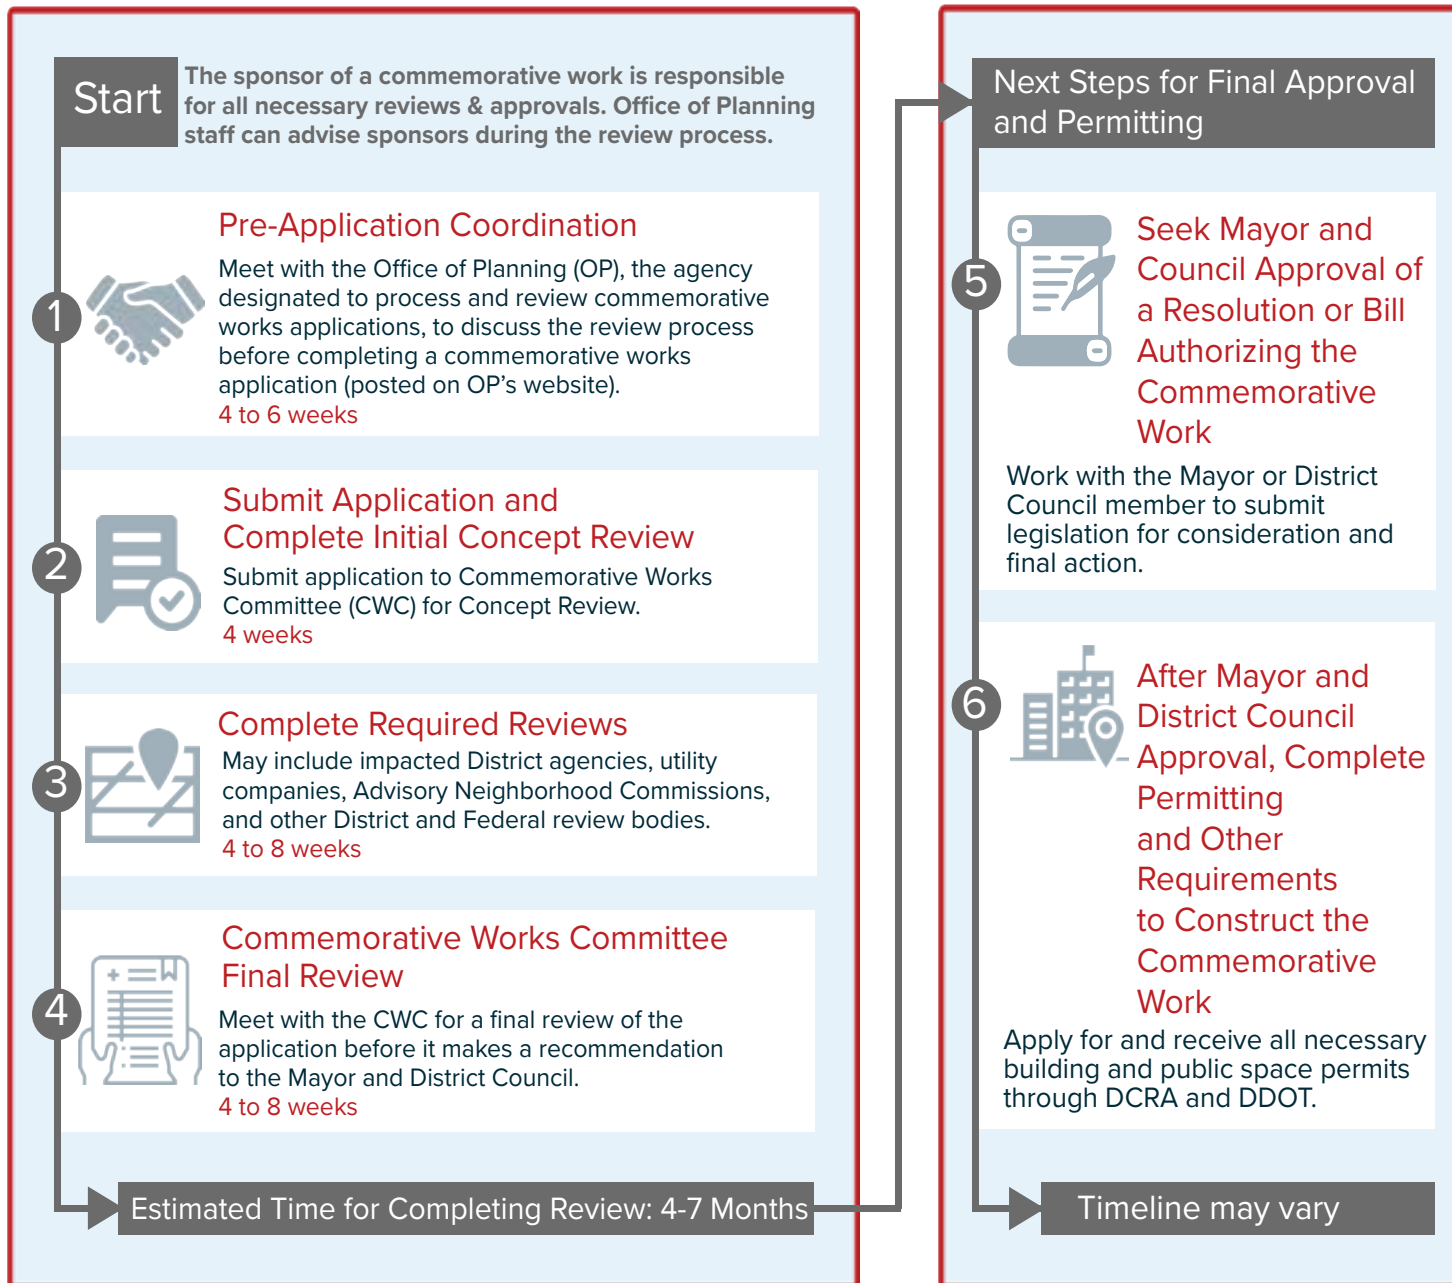 Start
The sponsor of a commemorative work is responsible
for all necessary reviews & approvals. Office of Planning
staff can advise sponsors during the review process.
1
Pre-Application Coordination
Meet with the Office of Planning (OP), the agency
designated to process and review commemorative
works applications, to discuss the review process
before completing a commemorative works
application (posted on OP's website).
4 to 6 weeks
2
Submit Application and
Complete Initial Concept Review
Submit application to Commemorative Works
Committee (CWC) for Concept Review.
4 weeks
3
Complete Required Reviews
May include impacted District agencies, utility
companies, Advisory Neighborhood Commissions,
and other District and Federal review bodies.
4 to 8 weeks
4
Commemorative Works Committee
Final Review
Meet with the CWC for a final review of the
application before it makes a recommendation
to the Mayor and District Council.
4 to 8 weeks
Estimated Time for Completing Review: 4-7 Months
Next Steps for Final Approval
and Permitting
5
Seek Mayor and
Council Approval of
a Resolution or Bill
Authorizing the
Commemorative
Work
Work with the Mayor or District
Council member to submit
legislation for consideration and
final action.
6
After Mayor and
District Council
Approval, Complete
Permitting
and Other
Requirements
to Construct the
Commemorative
Work
Apply for and receive all necessary
building and public space permits
through DCRA and DDOT.
Timeline may vary